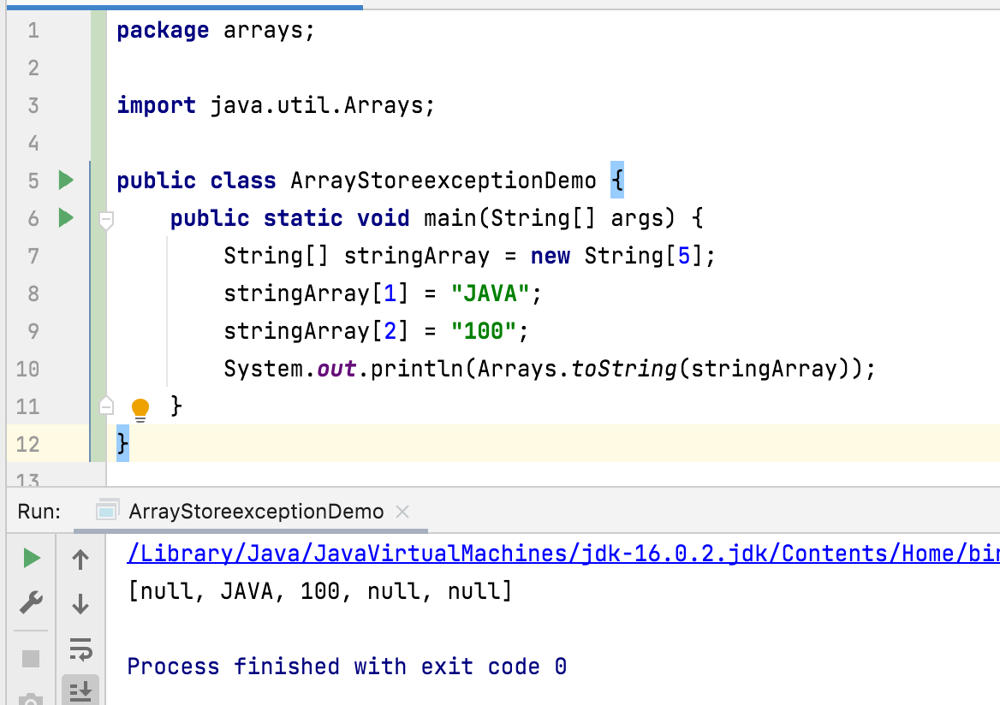 1 package arrays;
2
3 import java.util.Arrays;
4
5 public class ArrayStoreexceptionDemo {
6 public static void main(String[] args) {
7 String[] stringArray = new String[5];
8 stringArray[1] = "JAVA";
9 stringArray[2] = "100";
10 System.out.println(Arrays.toString(stringArray));
11 }
12 }
13
Run: ArrayStoreexceptionDemo
/Library/Java/JavaVirtualMachines/jdk-16.0.2.jdk/Contents/Home/bin
[null, JAVA, 100, null, null]
Process finished with exit code 0